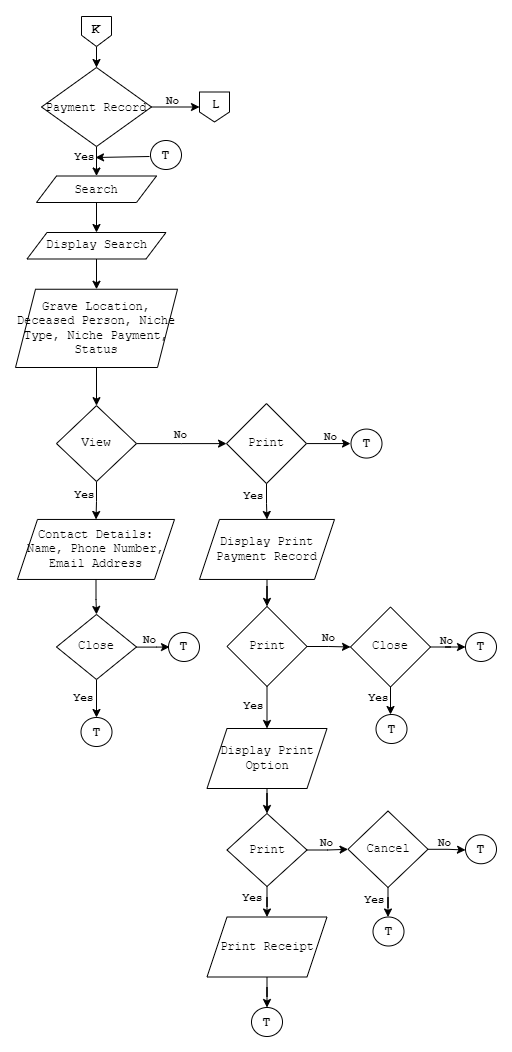 K
Payment Record
No
L
Yes
T
Search
Display Search
Grave Location,
Deceased Person, Niche
Type, Niche Payment,
Status
View
No
Print
No
T
Yes
Yes
Contact Details:
Name, Phone Number,
Email Address
Display Print
Payment Record
Close
No
T
Print
No
Close
No
T
Yes
T
Yes
Yes
T
Display Print
Option
Print
No
Cancel
No
T
Yes
Yes
T
Print Receipt
T